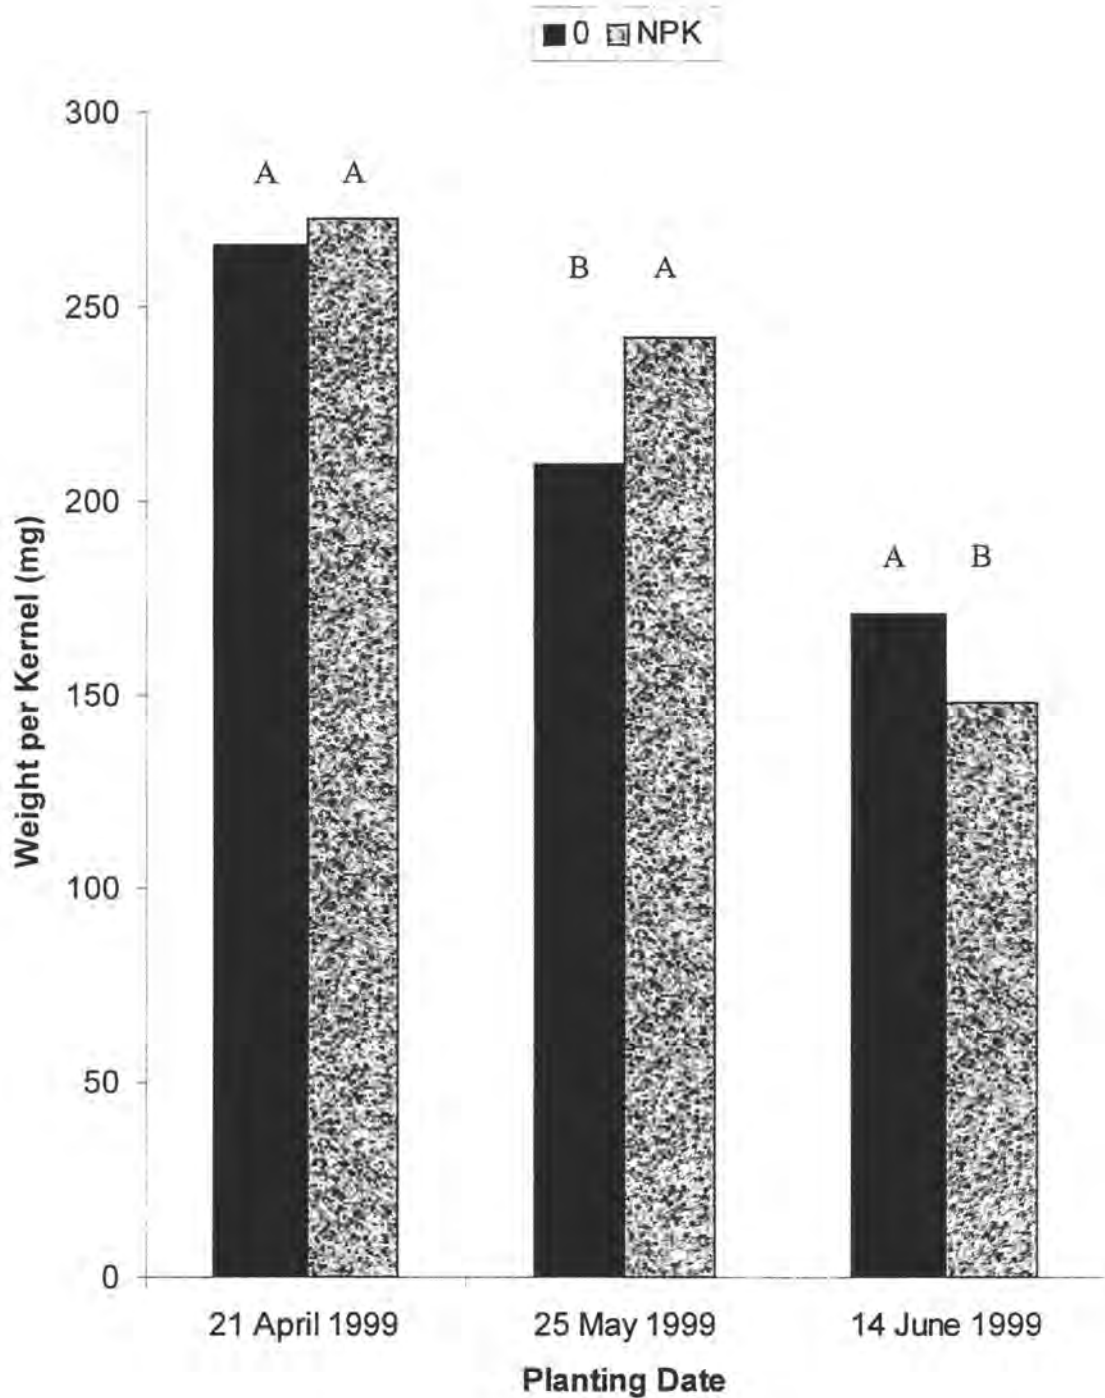 0 NPK
300
A A
B A
250
200
A B
150
100
50
0
Weight per Kernel (mg)
21 April 1999 25 May 1999 14 June 1999
Planting Date